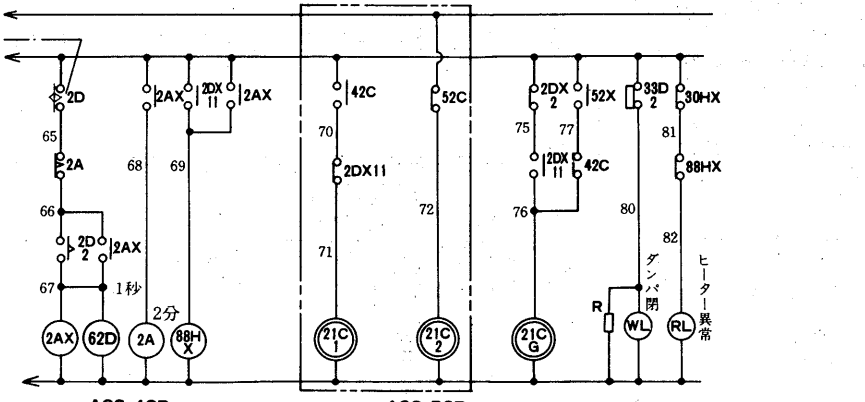 2D
2AX
2DX
11
2AX
42C
52C
2DX
2
52X
33D
2
30HX
65
70
75
77
81
2A
68
69
2DX11
2DX
11
42C
88HX
66
72
76
80
2D
2
2AX
71
82
67
1秒
ダンパ閉
ヒーター異常
2分
R
2AX
62D
2A
88H
X
21C
1
21C
2
21C
G
WL
RL